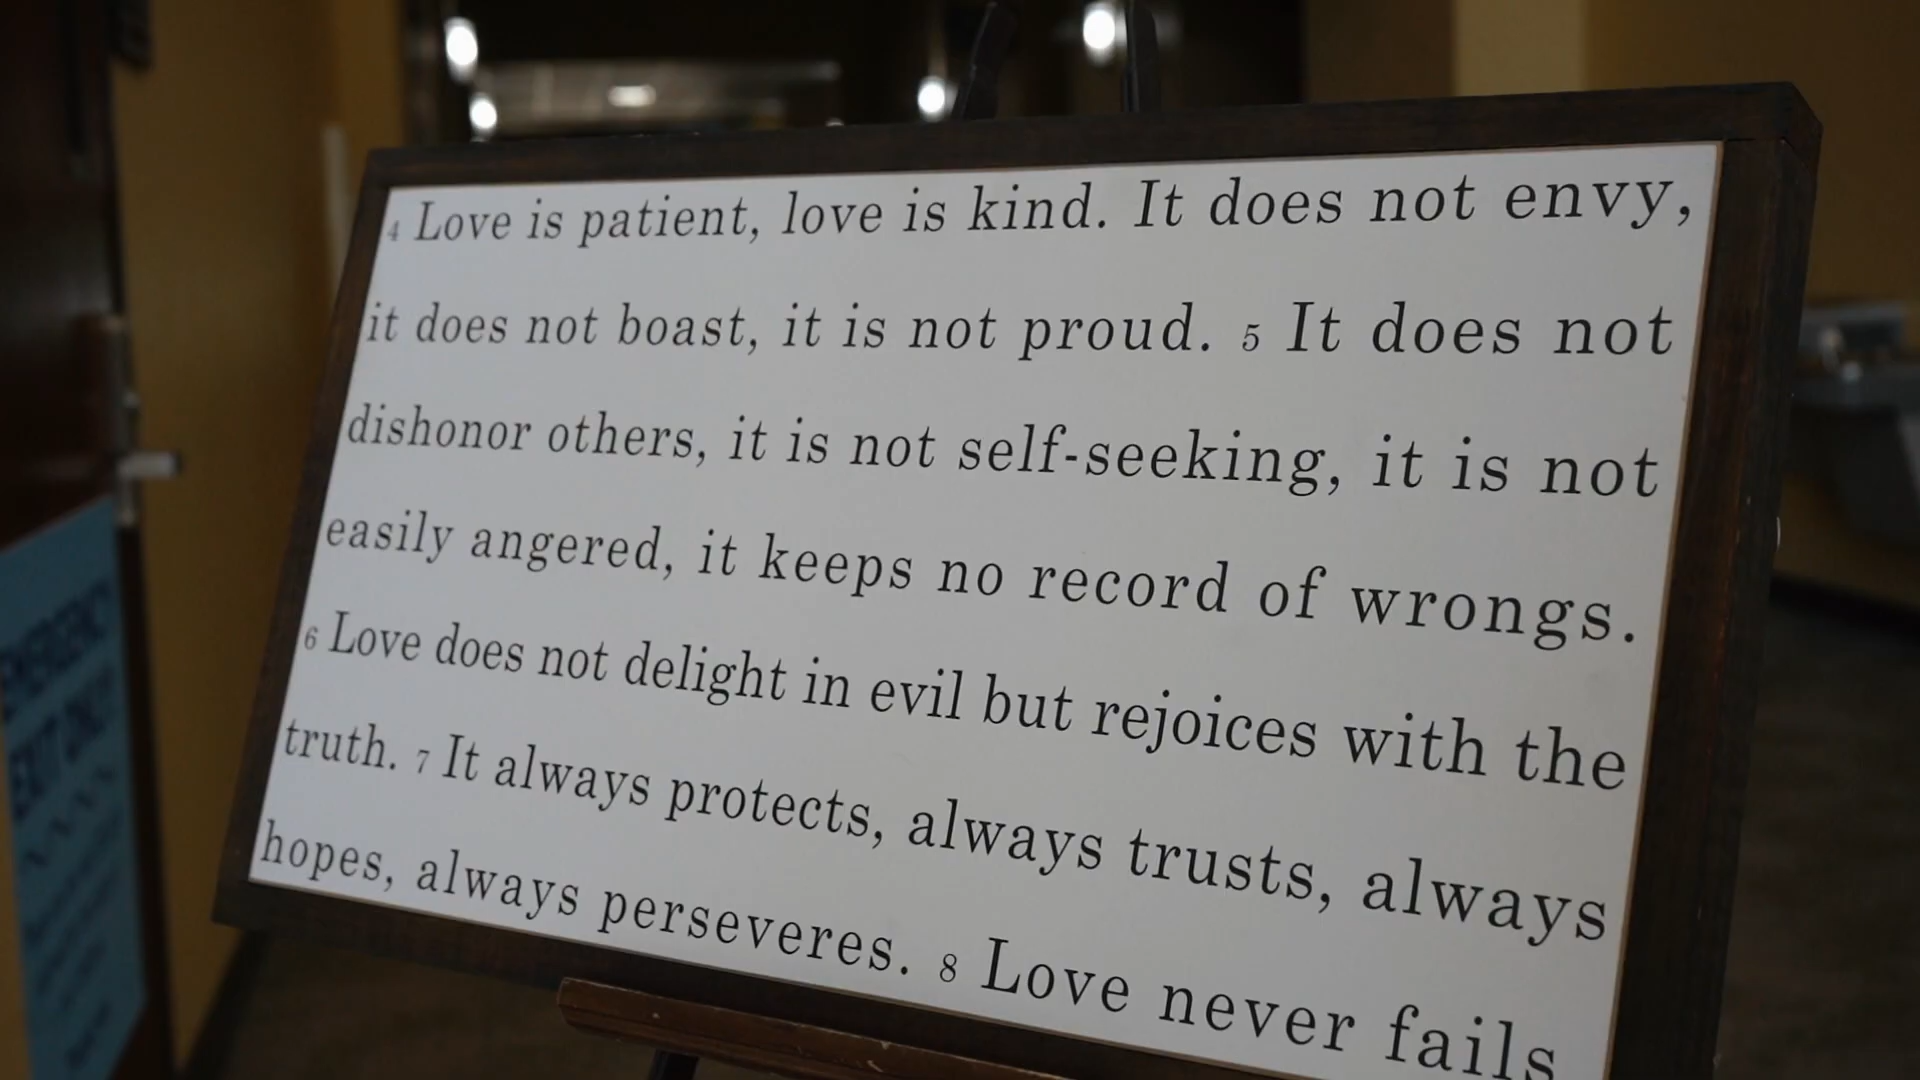 4 Love is patient, love is kind. It does not envy,
it does not boast, it is not proud. 5 It does not
dishonor others, it is not self-seeking, it is not
easily angered, it keeps no record of wrongs.
6 Love does not delight in evil but rejoices with the
truth. 7 It always protects, always trusts, always
hopes, always perseveres. 8 Love never fails
EMERGENCY
EXIT ONLY